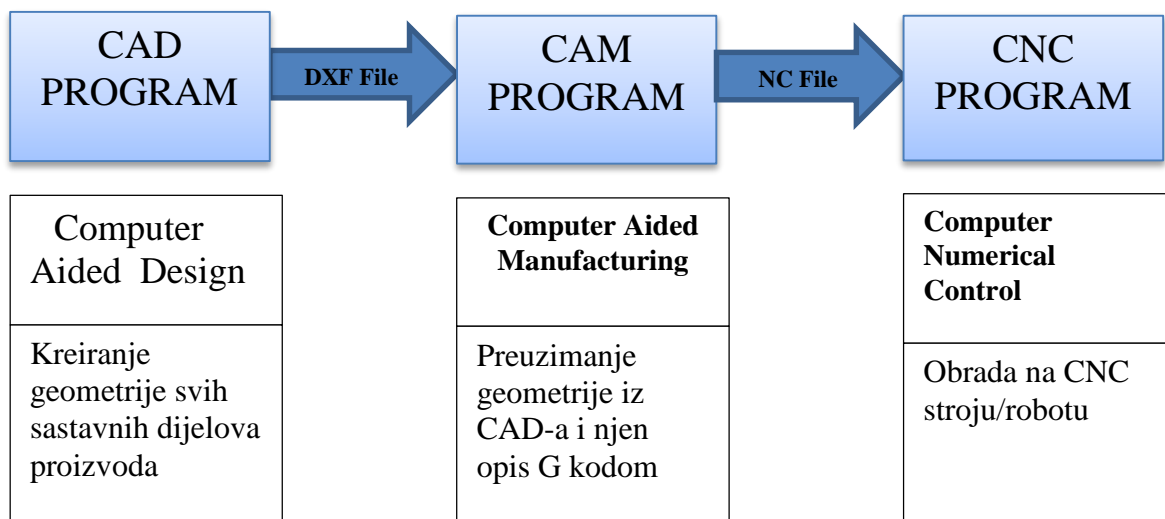 CAD
PROGRAM
DXF File
CAM
PROGRAM
NC File
CNC
PROGRAM
Computer
Aided Design
Kreiranje
geometrije svih
sastavnih dijelova
proizvoda
Computer Aided
Manufacturing
Preuzimanje
geometrije iz
CAD-a i njen
opis G kodom
Computer
Numerical
Control
Obrada na CNC
stroju/robotu